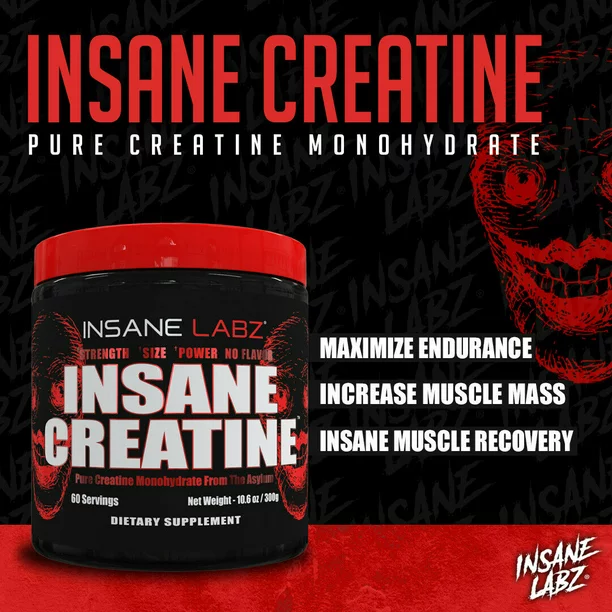 INSANE CREATINE
PURE CREATINE MONOHYDRATE
INSANE LABZ
STRENGTH SIZE POWER NO FLAVOR
INSANE
CREATINE™
Pure Creatine Monohydrate From The Asylum
60 Servings
Net Weight - 10.6 oz / 300g
DIETARY SUPPLEMENT
MAXIMIZE ENDURANCE
INCREASE MUSCLE MASS
INSANE MUSCLE RECOVERY
INSANE
LABZ